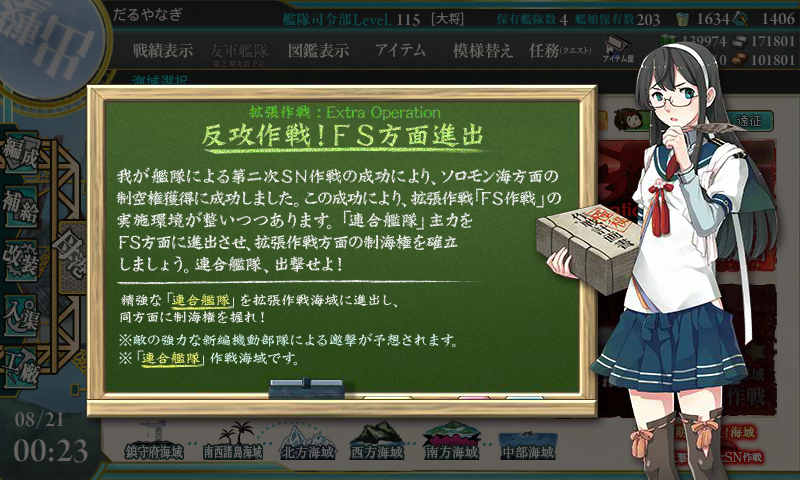 だるやなぎ
艦隊司令部Level. 115 [大将]
保有艦隊数 4 艦娘保有数 203
1634
1406
戦績表示
友軍艦隊
図鑑表示
アイテム
模様替え
任務(クエスト)
アイテム屋
171801
101801
海域選択
遠征
拡張作戦：Extra Operation
反攻作戦！FS方面進出
我が艦隊による第二次SN作戦の成功により、ソロモン海方面の
制空権獲得に成功しました。この成功により、拡張作戦「FS作戦」の
実施環境が整いつつあります。「連合艦隊」主力を
FS方面に進出させ、拡張作戦方面の制海権を確立
しましょう。連合艦隊、出撃せよ！
精強な「連合艦隊」を拡張作戦海域に進出し、
同方面に制海権を握れ！
※敵の強力な新編機動部隊による邀撃が予想されます。
※「連合艦隊」作戦海域です。
編成
補給
改装
入渠
工廠
母港
08/21
00:23
鎮守府海域
南西諸島海域
北方海域
西方海域
南方海域
中部海域